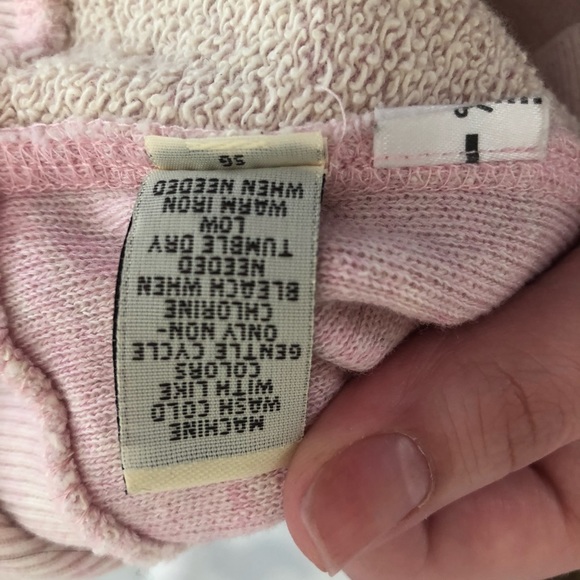 MACHINE
WASH COLD
WITH LIKE
COLORS
GENTLE CYCLE
ONLY NON-
CHLORINE
BLEACH WHEN
NEEDED
TUMBLE DRY
LOW
WARM IRON
WHEN NEEDED
SG